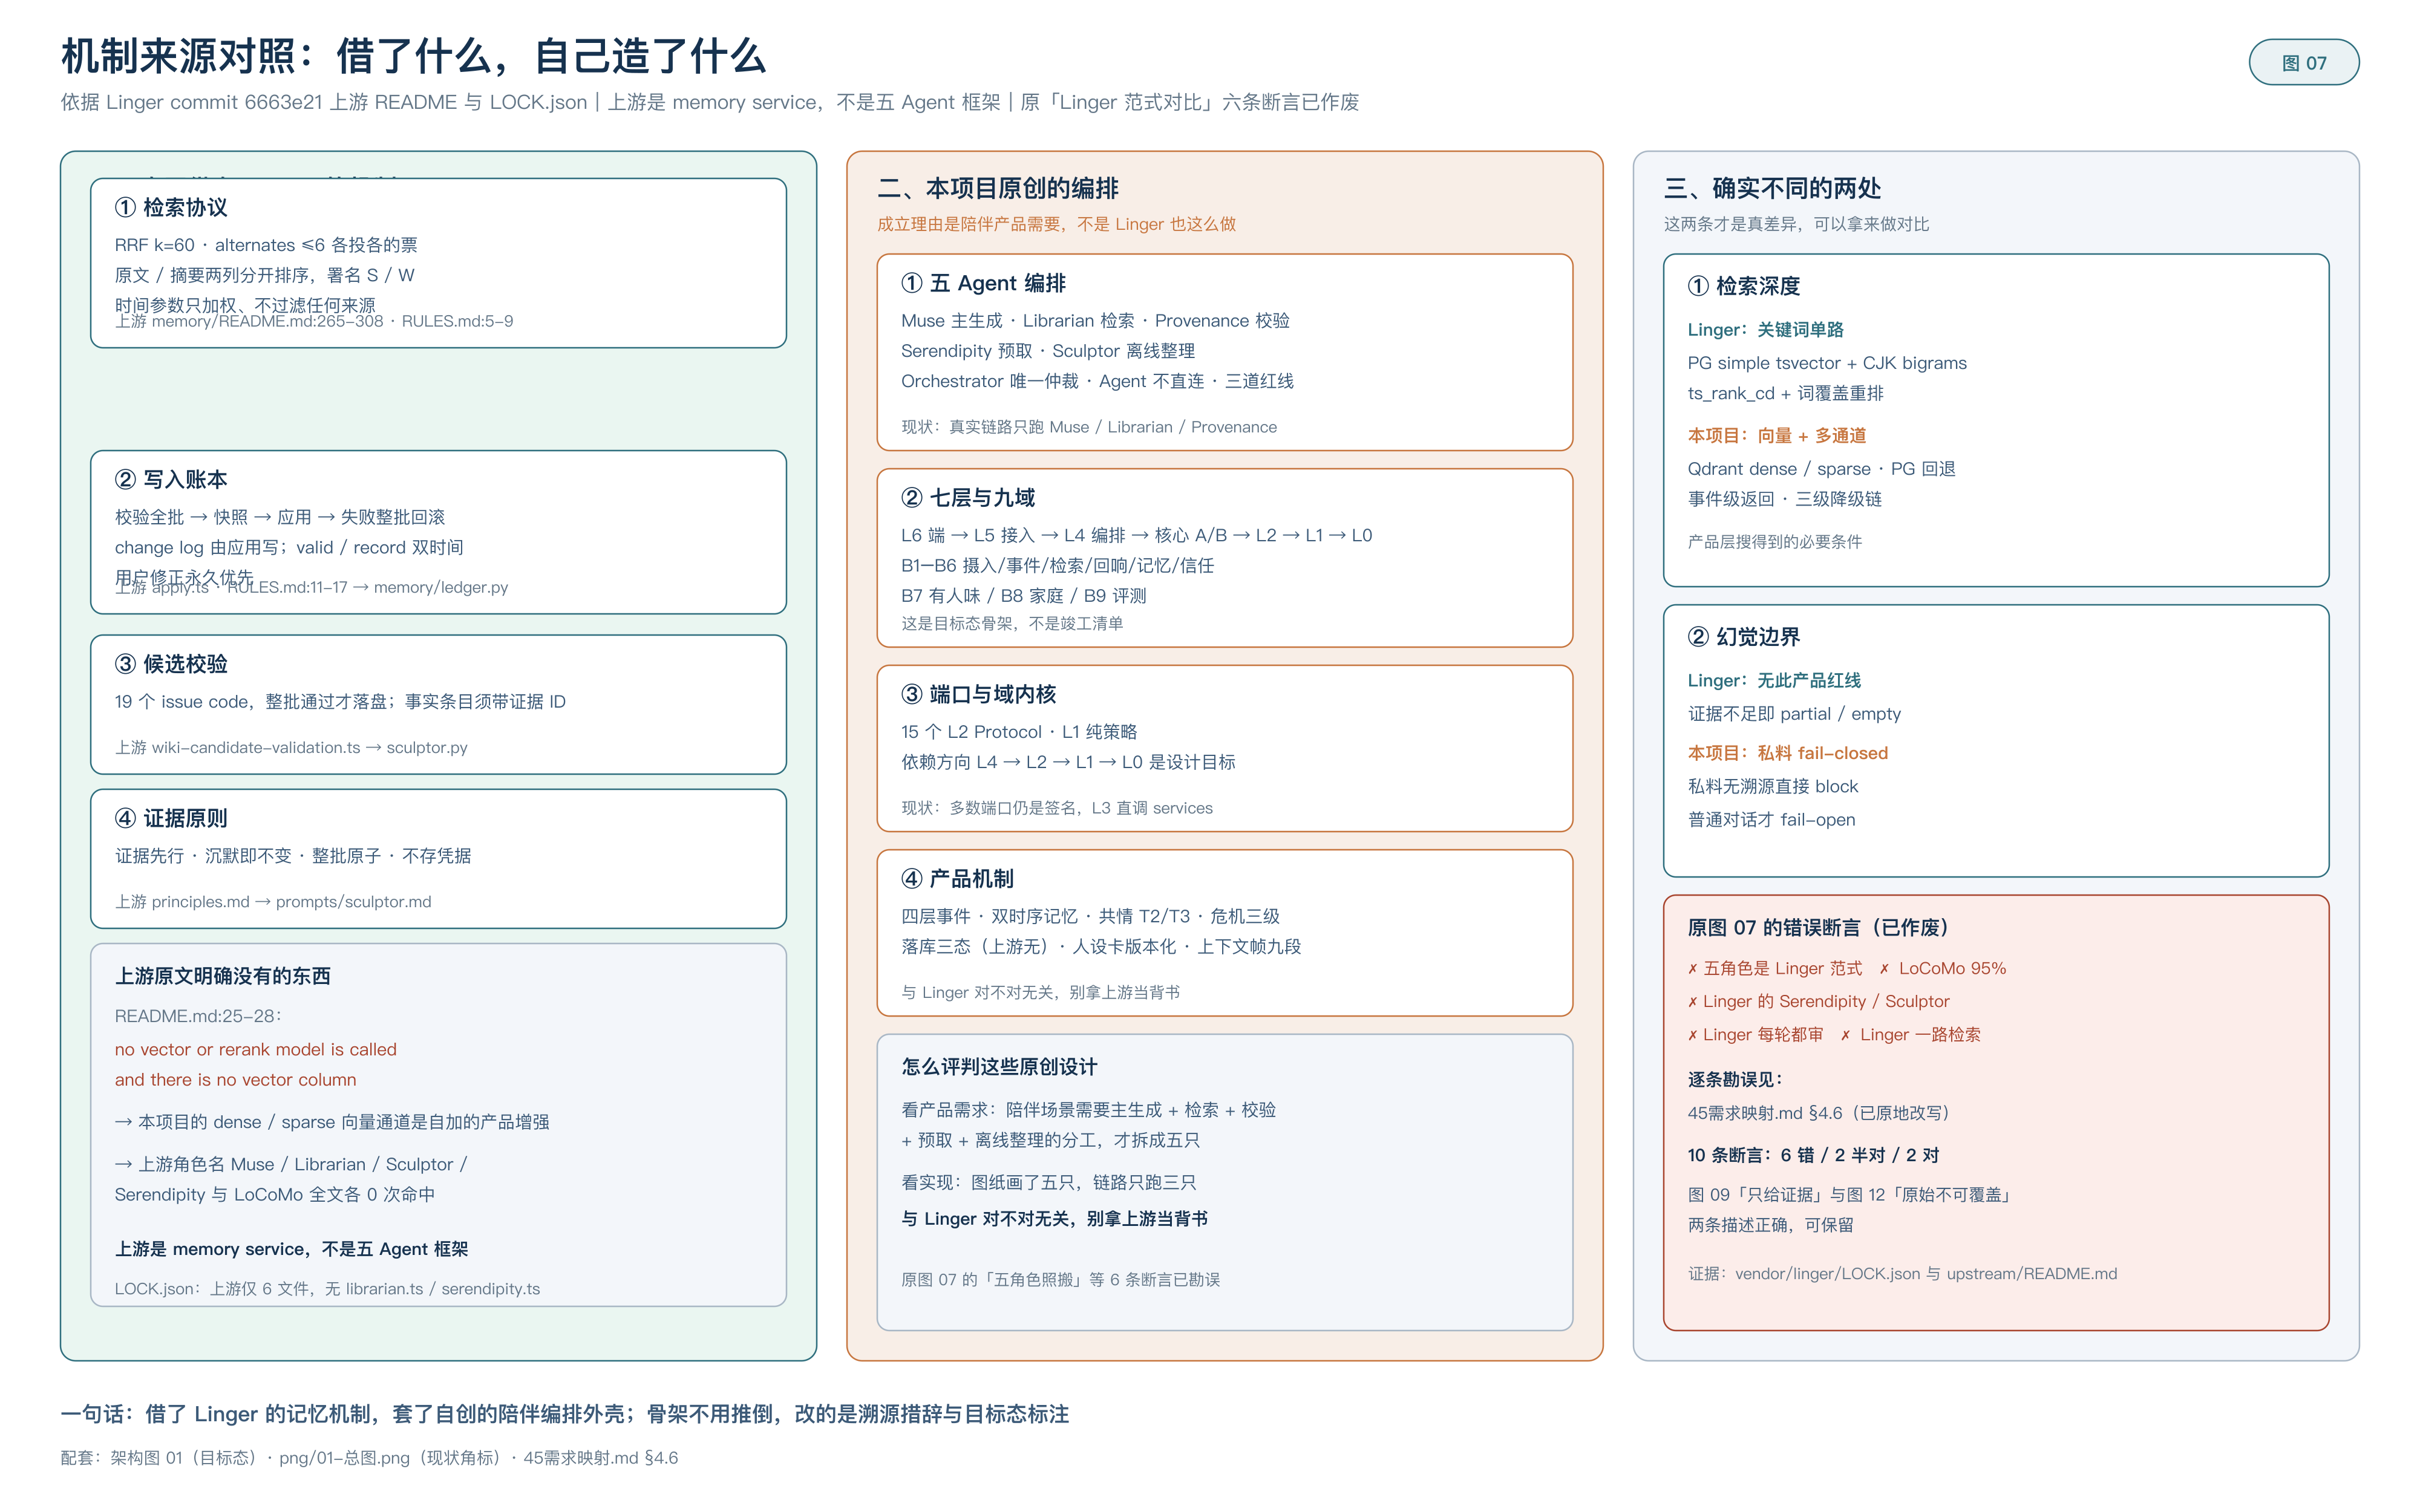 机制来源对照：借了什么，自己造了什么
图 07
依据 Linger commit 6663e21 上游 README 与 LOCK.json｜上游是 memory service，不是五 Agent 框架｜原「Linger 范式对比」六条断言已作废
① 检索协议
RRF k=60 · alternates ≤6 各投各的票
原文 / 摘要两列分开排序，署名 S / W
时间参数只加权、不过滤任何来源
上游 memory/README.md:265–308 · RULES.md:5–9
② 写入账本
校验全批 → 快照 → 应用 → 失败整批回滚
change log 由应用写；valid / record 双时间
用户修正永久优先
上游 apply.ts · RULES.md:11–17 → memory/ledger.py
③ 候选校验
19 个 issue code，整批通过才落盘；事实条目须带证据 ID
上游 wiki–candidate–validation.ts → sculptor.py
④ 证据原则
证据先行 · 沉默即不变 · 整批原子 · 不存凭据
上游 principles.md → prompts/sculptor.md
上游原文明确没有的东西
README.md:25–28：
no vector or rerank model is called
and there is no vector column
→ 本项目的 dense / sparse 向量通道是自加的产品增强
→ 上游角色名 Muse / Librarian / Sculptor /
Serendipity 与 LoCoMo 全文各 0 次命中
上游是 memory service，不是五 Agent 框架
LOCK.json：上游仅 6 文件，无 librarian.ts / serendipity.ts
二、本项目原创的编排
成立理由是陪伴产品需要，不是 Linger 也这么做
① 五 Agent 编排
Muse 主生成 · Librarian 检索 · Provenance 校验
Serendipity 预取 · Sculptor 离线整理
Orchestrator 唯一仲裁 · Agent 不直连 · 三道红线
现状：真实链路只跑 Muse / Librarian / Provenance
② 七层与九域
L6 端 → L5 接入 → L4 编排 → 核心 A/B → L2 → L1 → L0
B1—B6 摄入/事件/检索/回响/记忆/信任
B7 有人味 / B8 家庭 / B9 评测
这是目标态骨架，不是竣工清单
③ 端口与域内核
15 个 L2 Protocol · L1 纯策略
依赖方向 L4 → L2 → L1 → L0 是设计目标
现状：多数端口仍是签名，L3 直调 services
④ 产品机制
四层事件 · 双时序记忆 · 共情 T2/T3 · 危机三级
落库三态（上游无）· 人设卡版本化 · 上下文帧九段
与 Linger 对不对无关，别拿上游当背书
怎么评判这些原创设计
看产品需求：陪伴场景需要主生成 + 检索 + 校验
+ 预取 + 离线整理的分工，才拆成五只
看实现：图纸画了五只，链路只跑三只
与 Linger 对不对无关，别拿上游当背书
原图 07 的「五角色照搬」等 6 条断言已勘误
三、确实不同的两处
这两条才是真差异，可以拿来做对比
① 检索深度
Linger：关键词单路
PG simple tsvector + CJK bigrams
ts_rank_cd + 词覆盖重排
本项目：向量 + 多通道
Qdrant dense / sparse · PG 回退
事件级返回 · 三级降级链
产品层搜得到的必要条件
② 幻觉边界
Linger：无此产品红线
证据不足即 partial / empty
本项目：私料 fail–closed
私料无溯源直接 block
普通对话才 fail–open
原图 07 的错误断言（已作废）
✗ 五角色是 Linger 范式 ✗ LoCoMo 95%
✗ Linger 的 Serendipity / Sculptor
✗ Linger 每轮都审 ✗ Linger 一路检索
逐条勘误见：
45需求映射.md §4.6（已原地改写）
10 条断言：6 错 / 2 半对 / 2 对
图 09「只给证据」与图 12「原始不可覆盖」
两条描述正确，可保留
证据：vendor/linger/LOCK.json 与 upstream/README.md
一句话：借了 Linger 的记忆机制，套了自创的陪伴编排外壳；骨架不用推倒，改的是溯源措辞与目标态标注
配套：架构图 01（目标态）· png/01–总图.png（现状角标）· 45需求映射.md §4.6